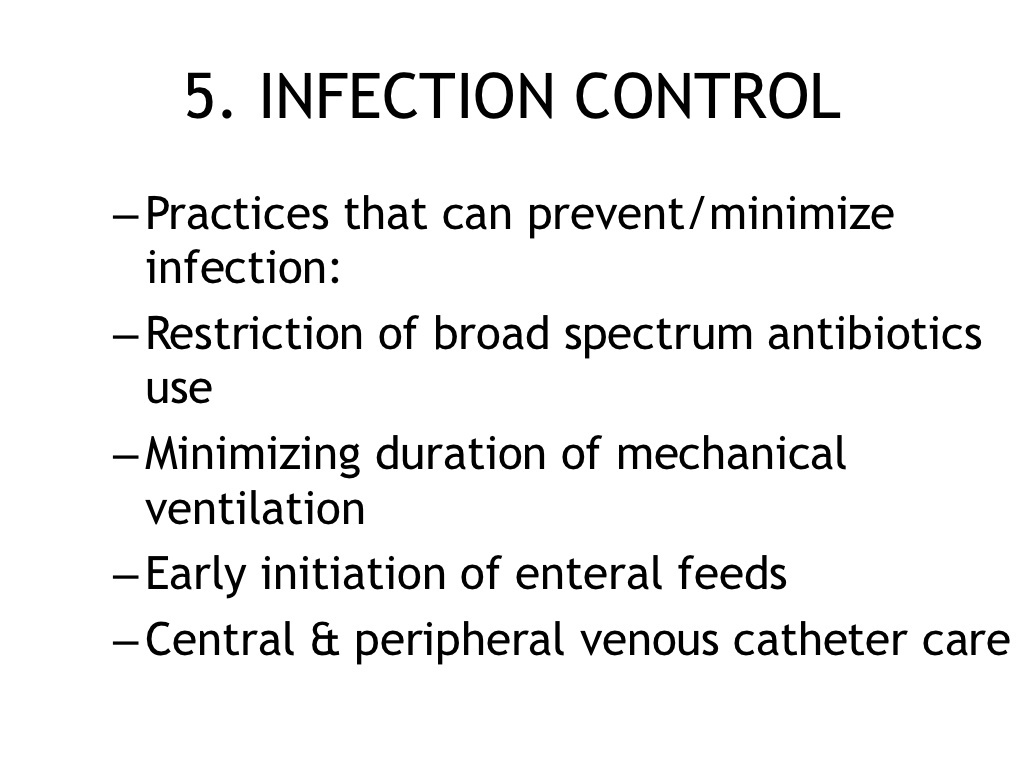 5. INFECTION CONTROL
–Practices that can prevent/minimize
infection:
–Restriction of broad spectrum antibiotics
use
–Minimizing duration of mechanical
ventilation
–Early initiation of enteral feeds
–Central & peripheral venous catheter care